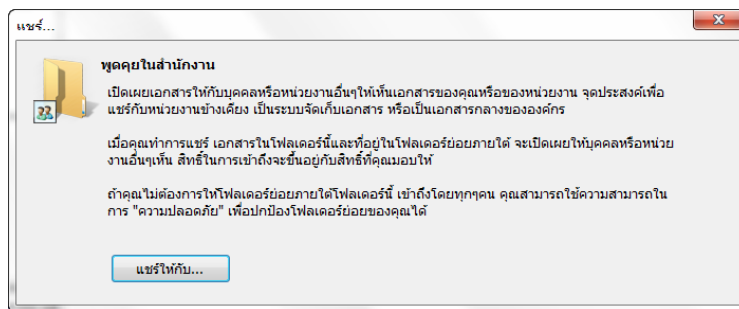 แชร์...
พูดคุยในสำนักงาน
เปิดเผยเอกสารให้กับบุคคลหรือหน่วยงานอื่นๆให้เห็นเอกสารของคุณหรือของหน่วยงาน จุดประสงค์เพื่อ
แชร์กับหน่วยงานข้างเคียง เป็นระบบจัดเก็บเอกสาร หรือเป็นเอกสารกลางขององค์กร
เมื่อคุณทำการแชร์ เอกสารในโฟลเดอร์นี้และที่อยู่ในโฟลเดอร์ย่อยภายใต้ จะเปิดเผยให้บุคคลหรือหน่วย
งานอื่นๆเห็น สิทธิ์ในการเข้าถึงจะขึ้นอยู่กับสิทธิ์ที่คุณมอบให้
ถ้าคุณไม่ต้องการให้โฟลเดอร์ย่อยภายใต้โฟลเดอร์นี้ เข้าถึงโดยทุกๆคน คุณสามารถใช้ความสามารถใน
การ "ความปลอดภัย" เพื่อปกป้องโฟลเดอร์ย่อยของคุณได้
แชร์ให้กับ...